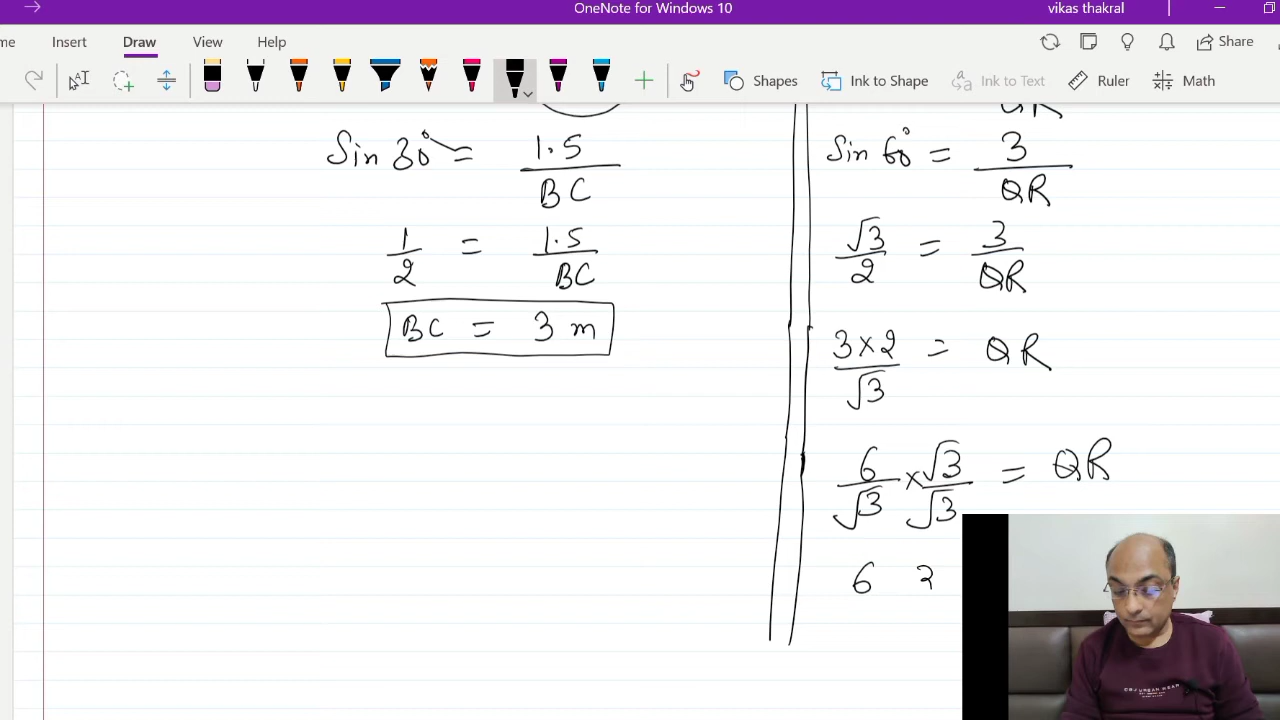 OneNote for Windows 10
vikas thakral
Insert Draw View Help
Share
Shapes Ink to Shape Ink to Text Ruler Math
Sin 30° = 1.5 / BC
1/2 = 1.5 / BC
BC = 3 m
QR
Sin 60° = 3 / QR
√3/2 = 3 / QR
3×2 / √3 = QR
6/√3 × √3/√3 = QR
6